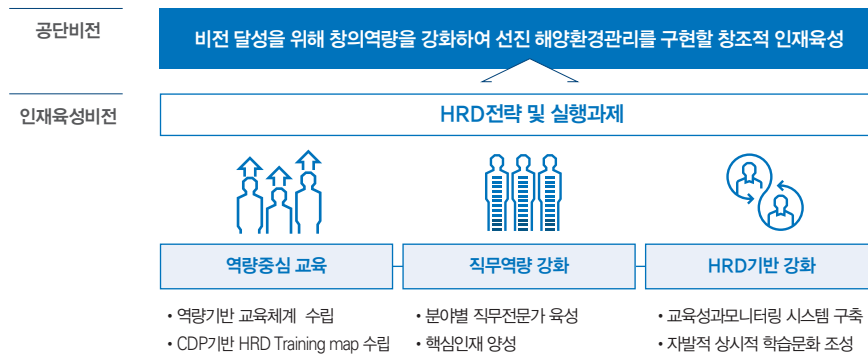 공단비전
비전 달성을 위해 창의역량을 강화하여 선진 해양환경관리를 구현할 창조적 인재육성
인재육성비전
HRD전략 및 실행과제
역량중심 교육
직무역량 강화
HRD기반 강화
• 역량기반 교육체계 수립
• CDP기반 HRD Training map 수립
• 분야별 직무전문가 육성
• 핵심인재 양성
• 교육성과모니터링 시스템 구축
• 자발적 상시적 학습문화 조성